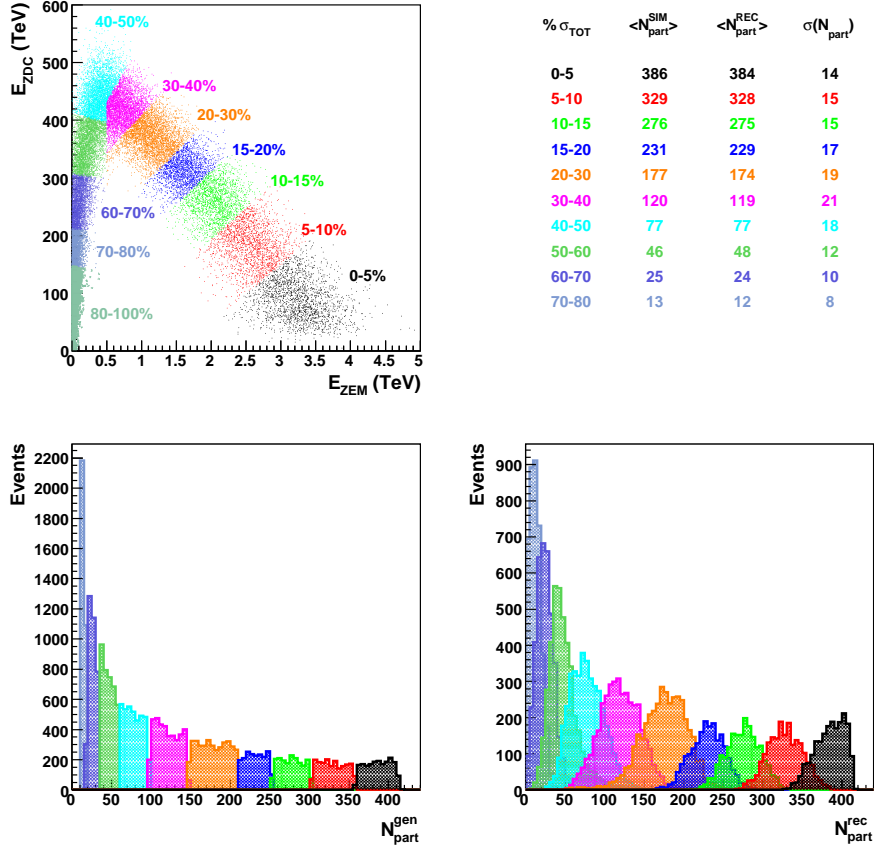 E_ZDC (TeV)
600
500
400
300
200
100
0
40-50%
30-40%
20-30%
15-20%
10-15%
5-10%
0-5%
60-70%
70-80%
80-100%
0 0.5 1 1.5 2 2.5 3 3.5 4 4.5 5
E_ZEM (TeV)
% σ_TOT <N_part^SIM> <N_part^REC> σ(N_part)
0-5 386 384 14
5-10 329 328 15
10-15 276 275 15
15-20 231 229 17
20-30 177 174 19
30-40 120 119 21
40-50 77 77 18
50-60 46 48 12
60-70 25 24 10
70-80 13 12 8
Events
2200
2000
1800
1600
1400
1200
1000
800
600
400
200
0
0 50 100 150 200 250 300 350 400
N_part^gen
Events
900
800
700
600
500
400
300
200
100
0
0 50 100 150 200 250 300 350 400
N_part^rec